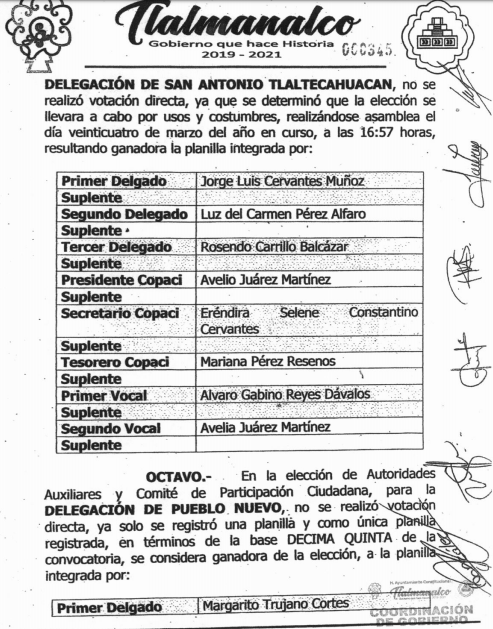 Tlalmanalco
Gobierno que hace Historia
2019 - 2021
000345
DELEGACIÓN DE SAN ANTONIO TLALTECAHUACAN, no se
realizó votación directa, ya que se determinó que la elección se
llevara a cabo por usos y costumbres, realizándose asamblea el
día veinticuatro de marzo del año en curso, a las 16:57 horas,
resultando ganadora la planilla integrada por:
Primer Delgado Jorge Luis Cervantes Muñoz
Suplente
Segundo Delegado Luz del Carmen Pérez Alfaro
Suplente
Tercer Delegado Rosendo Carrillo Balcázar
Suplente
Presidente Copaci Avelio Juárez Martínez
Suplente
Secretario Copaci Eréndira Selene Constantino
Cervantes
Suplente
Tesorero Copaci Mariana Pérez Resenos
Suplente
Primer Vocal Alvaro Gabino Reyes Dávalos
Suplente
Segundo Vocal Avelia Juárez Martínez
Suplente
OCTAVO.- En la elección de Autoridades
Auxiliares y Comité de Participación Ciudadana, para la
DELEGACIÓN DE PUEBLO NUEVO, no se realizó votación
directa, ya solo se registró una planilla y como única planilla
registrada, en términos de la base DECIMA QUINTA de la
convocatoria, se considera ganadora de la elección, a la planilla
integrada por:
Primer Delegado Margarito Trujano Cortes
Tlalmanalco
COORDINACIÓN
DE GOBIERNO